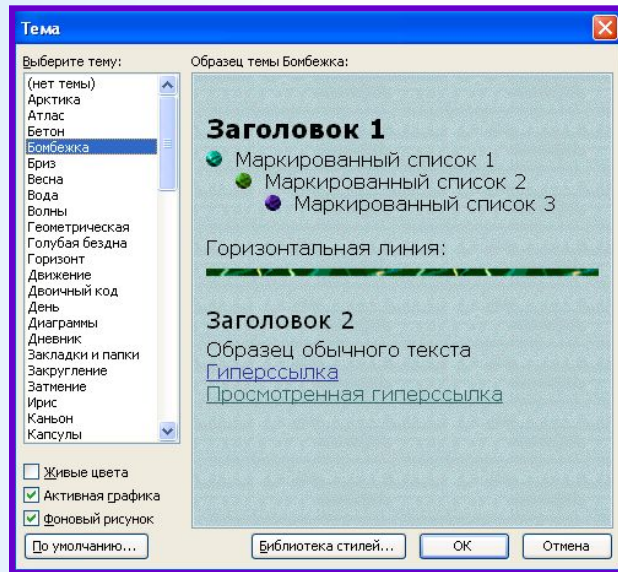 Тема
Выберите тему:
(нет темы)
Арктика
Атлас
Бетон
Бомбежка
Бриз
Весна
Вода
Волны
Геометрическая
Голубая бездна
Горизонт
Движение
Двоичный код
День
Диаграммы
Дневник
Закладки и папки
Закругление
Затмение
Ирис
Каньон
Капсулы
Образец темы Бомбежка:
Заголовок 1
Маркированный список 1
Маркированный список 2
Маркированный список 3
Горизонтальная линия:
Заголовок 2
Образец обычного текста
Гиперссылка
Просмотренная гиперссылка
Живые цвета
Активная графика
Фоновый рисунок
По умолчанию...
Библиотека стилей...
ОК
Отмена